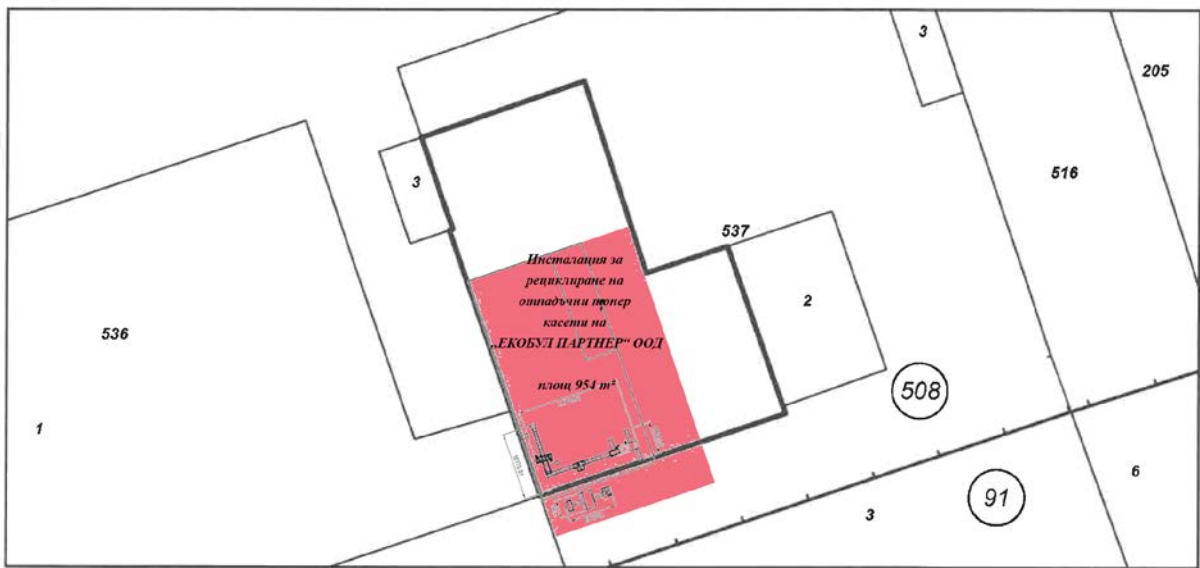 3
205
3
516
537
Инсталация за
рециклиране на
отпадъчни тонер
касети на
„ЕКОБУЛ ПАРТНЕР“ ООД
площ 954 m²
2
536
508
1
3
91
6